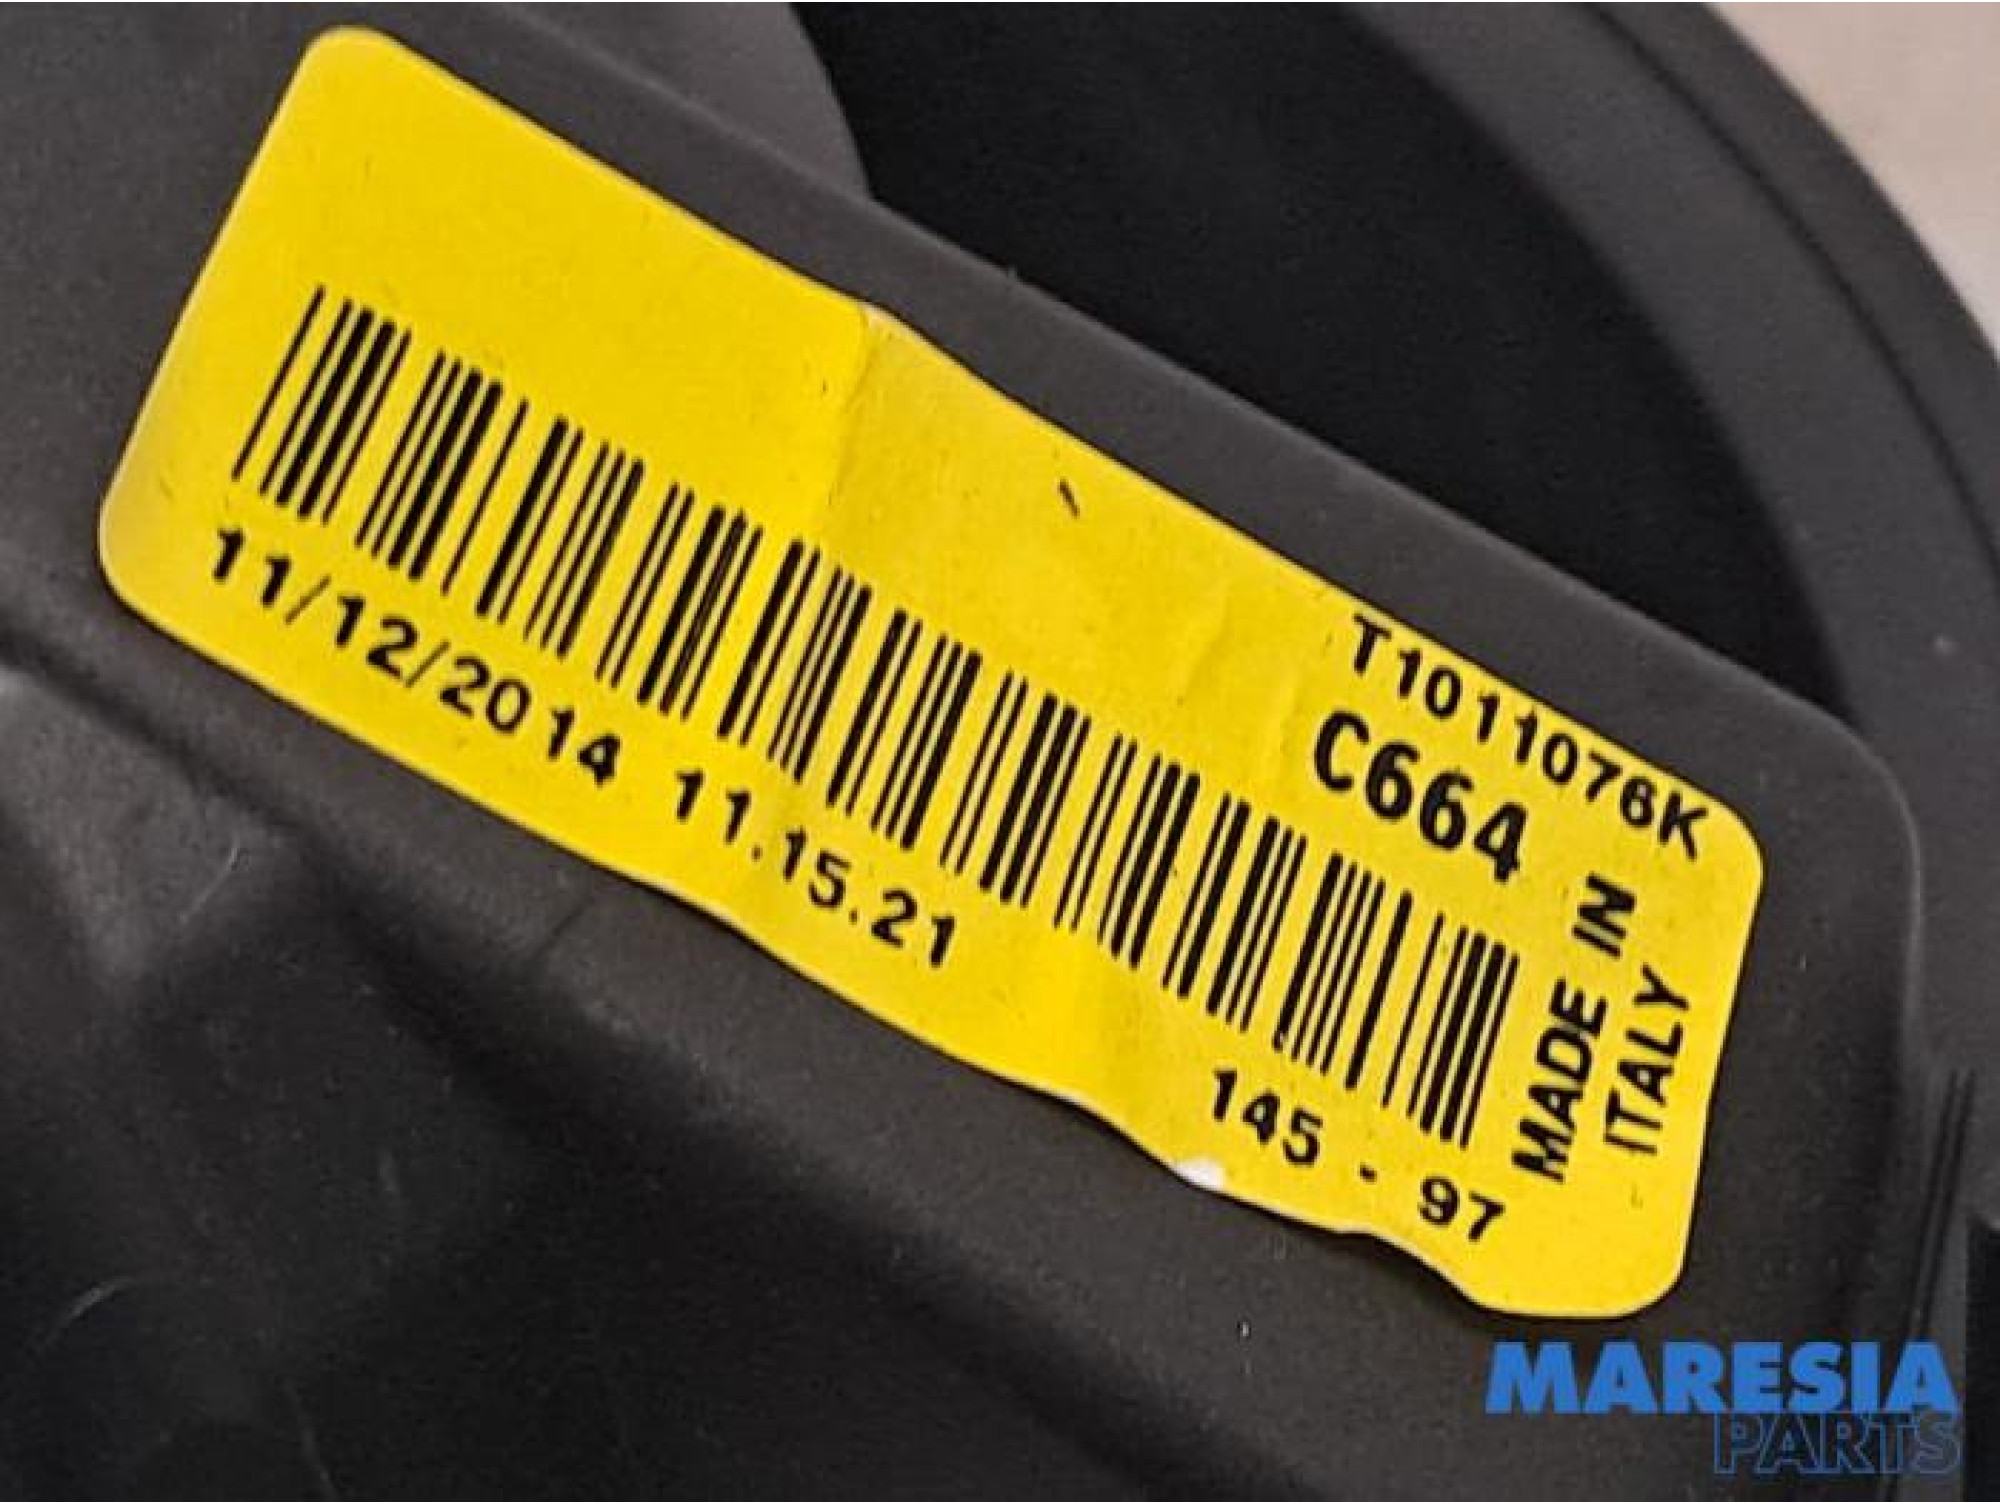 T1011076K
C664
MADE IN
ITALY
11/12/2014 11.15.21
145 - 97
MARESIA
PARTS